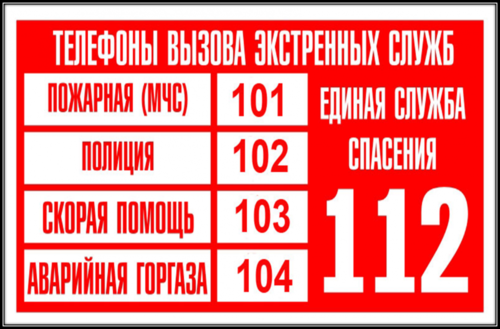 ТЕЛЕФОНЫ ВЫЗОВА ЭКСТРЕННЫХ СЛУЖБ
ПОЖАРНАЯ (МЧС) 101
ПОЛИЦИЯ 102
СКОРАЯ ПОМОЩЬ 103
АВАРИЙНАЯ ГОРГАЗА 104
ЕДИНАЯ СЛУЖБА
СПАСЕНИЯ
112